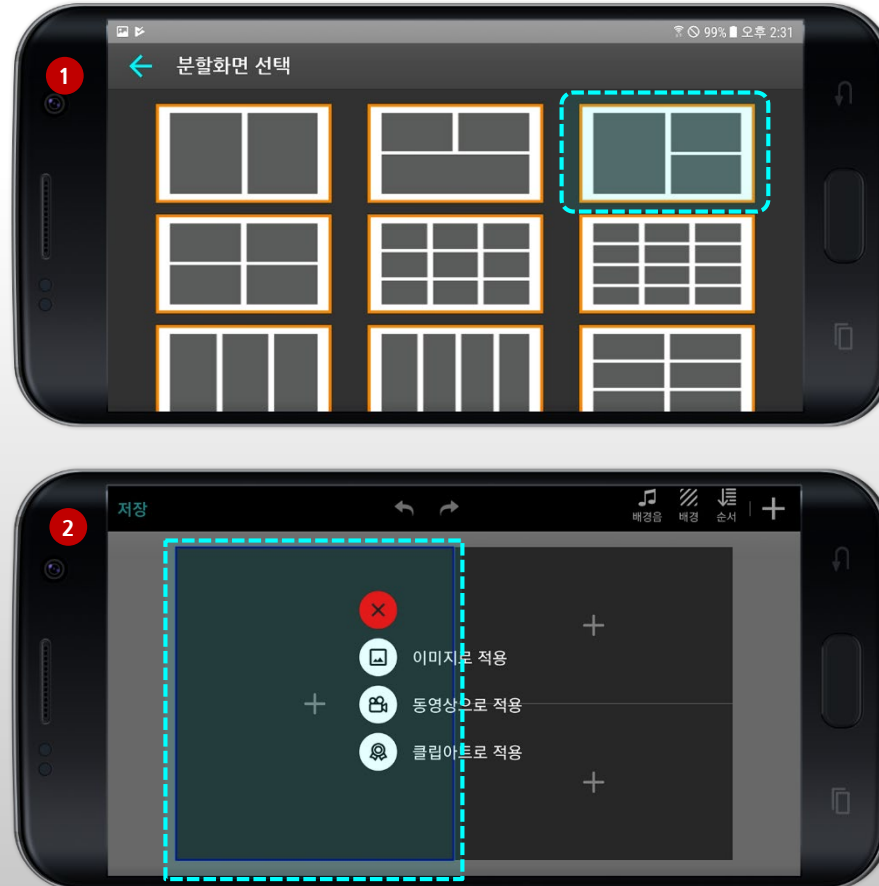 1
99% 오후 2:31
분할화면 선택
2
저장
배경음 배경 순서
이미지로 적용
동영상으로 적용
클립아트로 적용